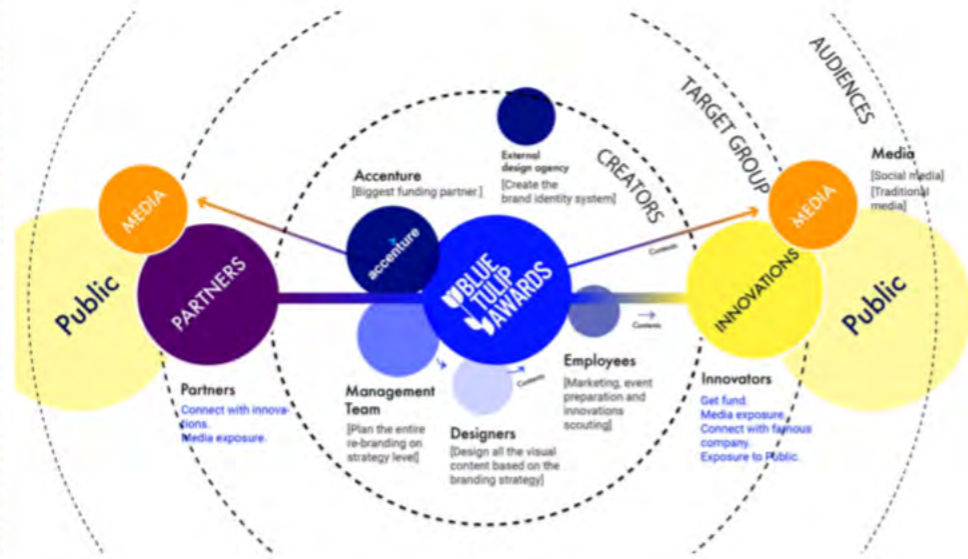 AUDIENCES
TARGET GROUP
CREATORS
Media
[Social media]
[Traditional
media]
External
design agency
[Create the
brand identity system]
Accenture
[Biggest funding partner.]
MEDIA
Public
PARTNERS
accenture
BLUE
TULIP
AWARDS
Contents
MEDIA
INNOVATIONS
Public
Contents
Partners
Connect with innova-
tions.
Media exposure.
Management
Team
[Plan the entire
re-branding on
strategy level]
Contents
Designers
[Design all the visual
content based on the
branding strategy]
Employees
[Marketing, event
preparation and
innovations
scouting]
Innovators
Get fund.
Media exposure.
Connect with famous
company.
Exposure to Public.